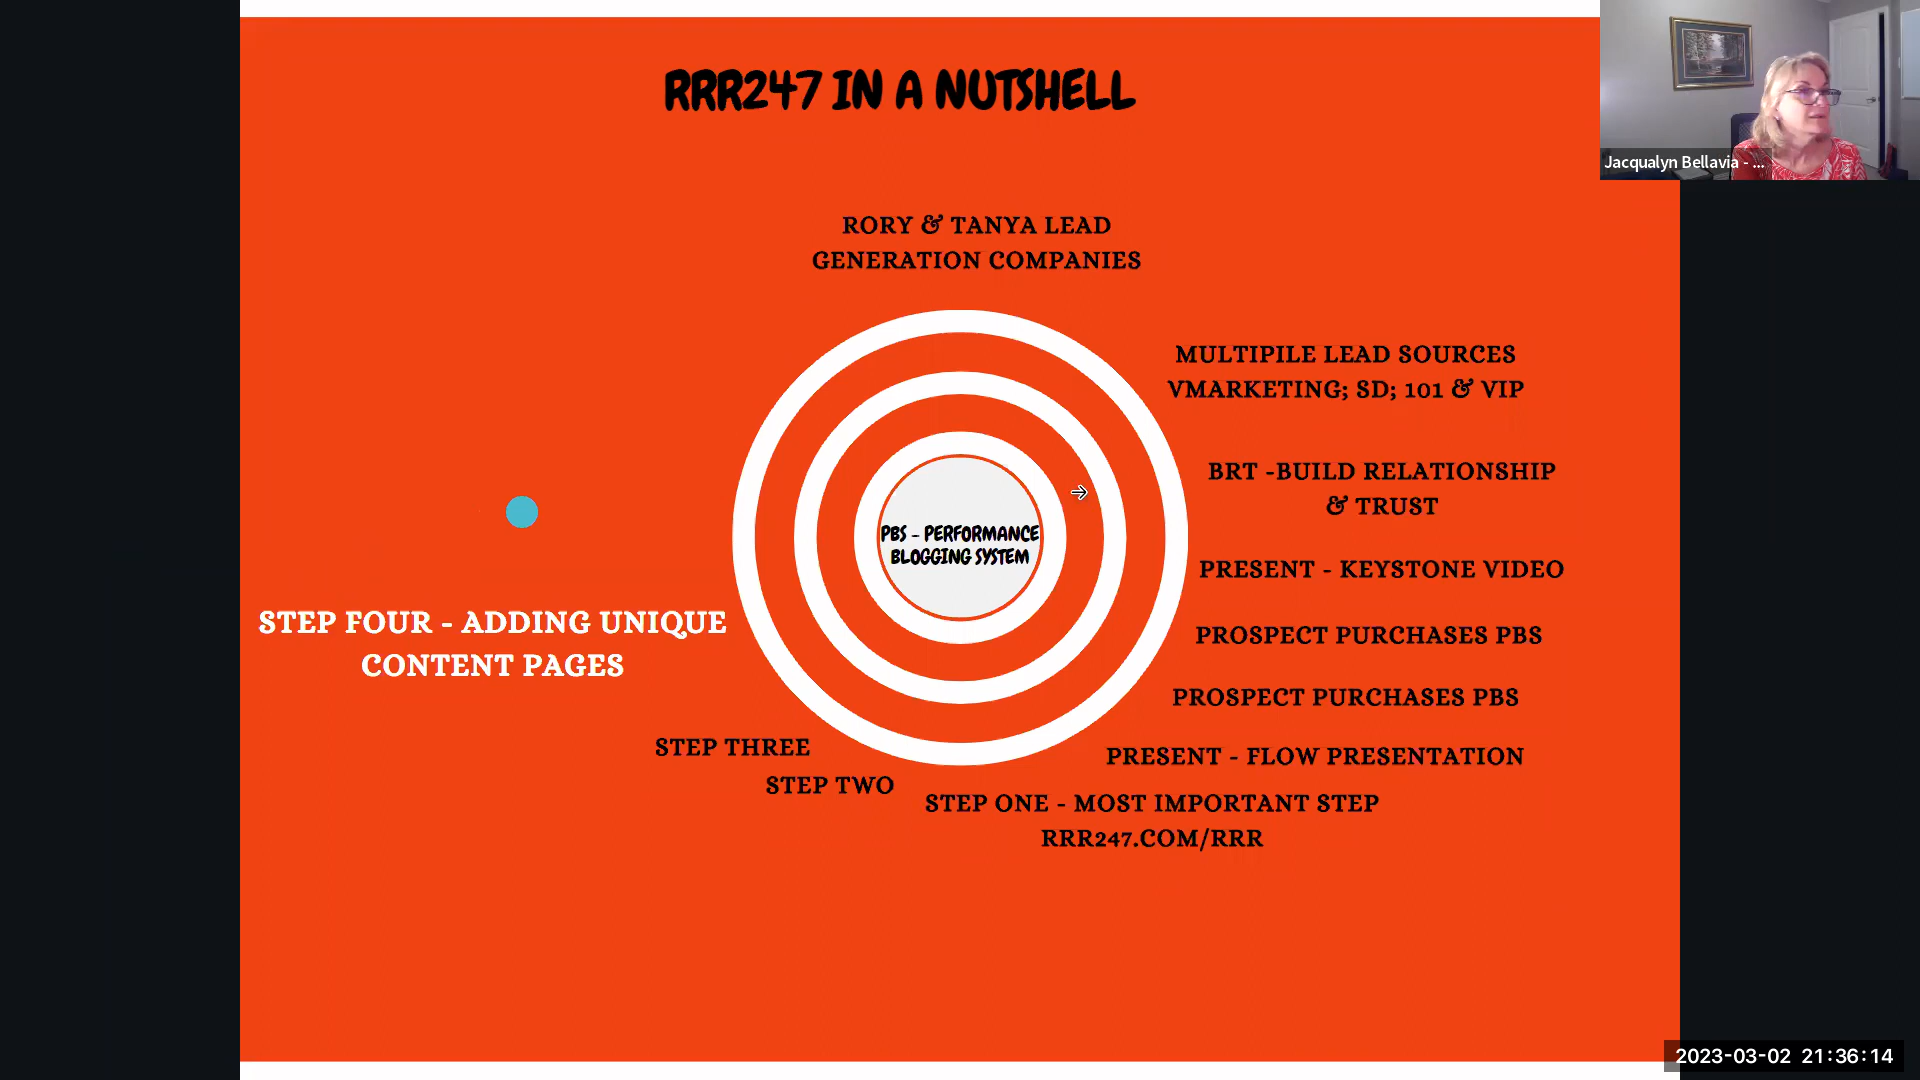 RRR247 IN A NUTSHELL
Jacqualyn Bellavia - ...
RORY & TANYA LEAD
GENERATION COMPANIES
MULTIPILE LEAD SOURCES
VMARKETING; SD; 101 & VIP
BRT -BUILD RELATIONSHIP
& TRUST
PBS - PERFORMANCE
BLOGGING SYSTEM
PRESENT - KEYSTONE VIDEO
STEP FOUR - ADDING UNIQUE
CONTENT PAGES
PROSPECT PURCHASES PBS
PROSPECT PURCHASES PBS
STEP THREE
PRESENT - FLOW PRESENTATION
STEP TWO
STEP ONE - MOST IMPORTANT STEP
RRR247.COM/RRR
2023-03-02 21:36:14